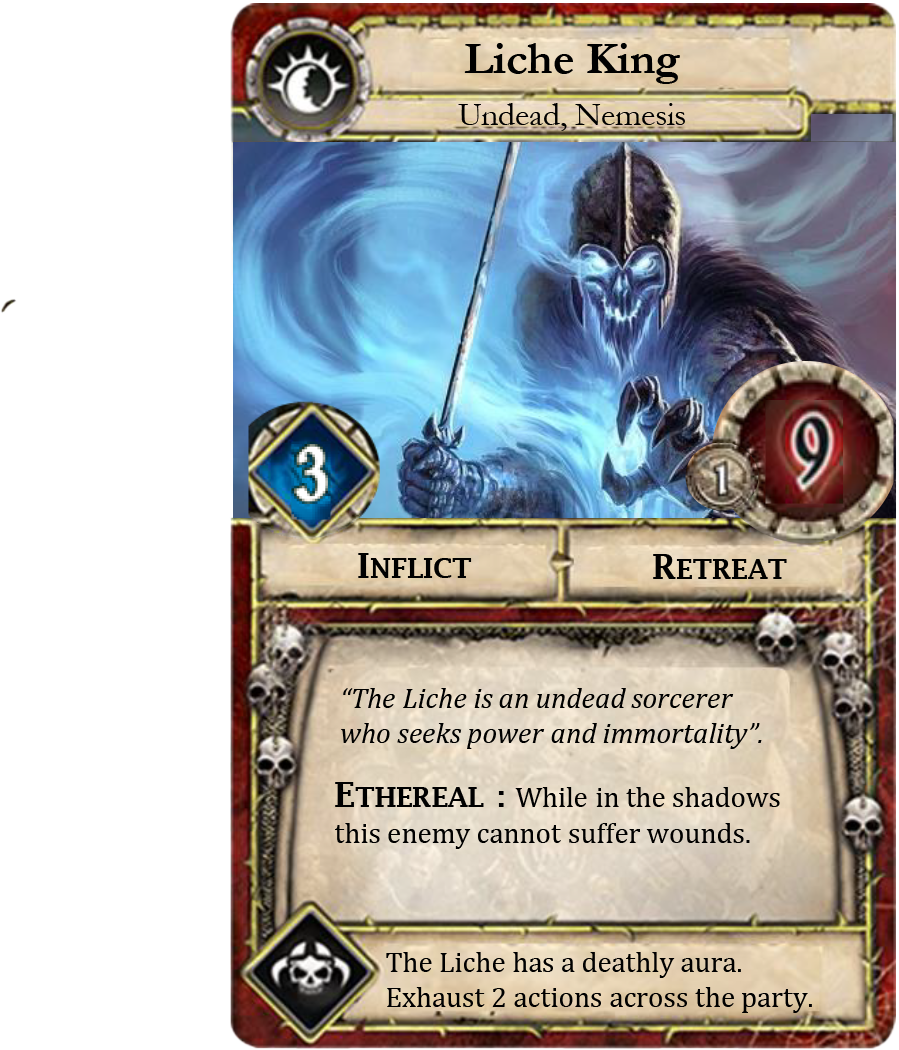 Liche King
Undead, Nemesis
3
1
9
INFLICT
RETREAT
“The Liche is an undead sorcerer
who seeks power and immortality”.
ETHEREAL : While in the shadows
this enemy cannot suffer wounds.
The Liche has a deathly aura.
Exhaust 2 actions across the party.